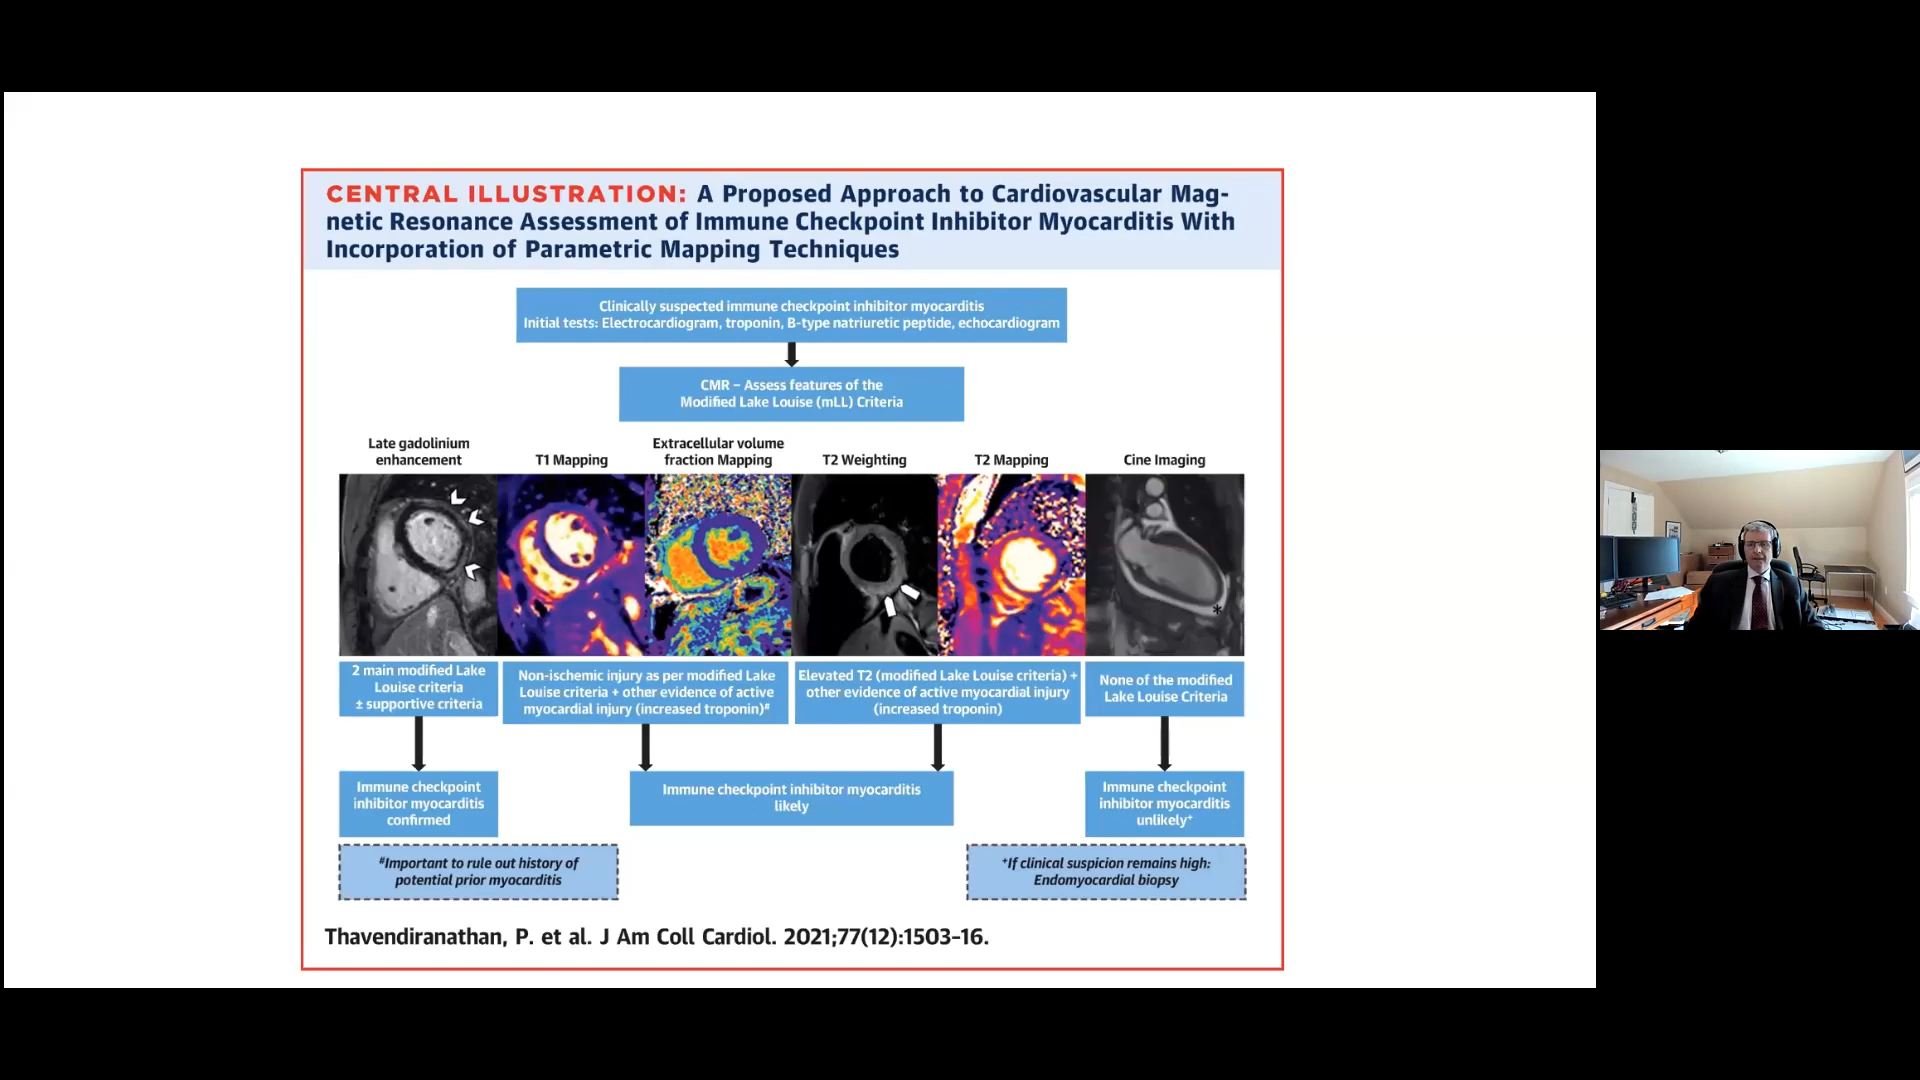 CENTRAL ILLUSTRATION: A Proposed Approach to Cardiovascular Mag-
netic Resonance Assessment of Immune Checkpoint Inhibitor Myocarditis With
Incorporation of Parametric Mapping Techniques
Clinically suspected immune checkpoint inhibitor myocarditis
Initial tests: Electrocardiogram, troponin, B-type natriuretic peptide, echocardiogram
CMR – Assess features of the
Modified Lake Louise (mLL) Criteria
Late gadolinium
enhancement
T1 Mapping
Extracellular volume
fraction Mapping
T2 Weighting
T2 Mapping
Cine Imaging
*
2 main modified Lake
Louise criteria
± supportive criteria
Non-ischemic injury as per modified Lake
Louise criteria + other evidence of active
myocardial injury (increased troponin)#
Elevated T2 (modified Lake Louise criteria) +
other evidence of active myocardial injury
(increased troponin)
None of the modified
Lake Louise Criteria
Immune checkpoint
inhibitor myocarditis
confirmed
Immune checkpoint inhibitor myocarditis
likely
Immune checkpoint
inhibitor myocarditis
unlikely+
#Important to rule out history of
potential prior myocarditis
+If clinical suspicion remains high:
Endomyocardial biopsy
Thavendiranathan, P. et al. J Am Coll Cardiol. 2021;77(12):1503–16.